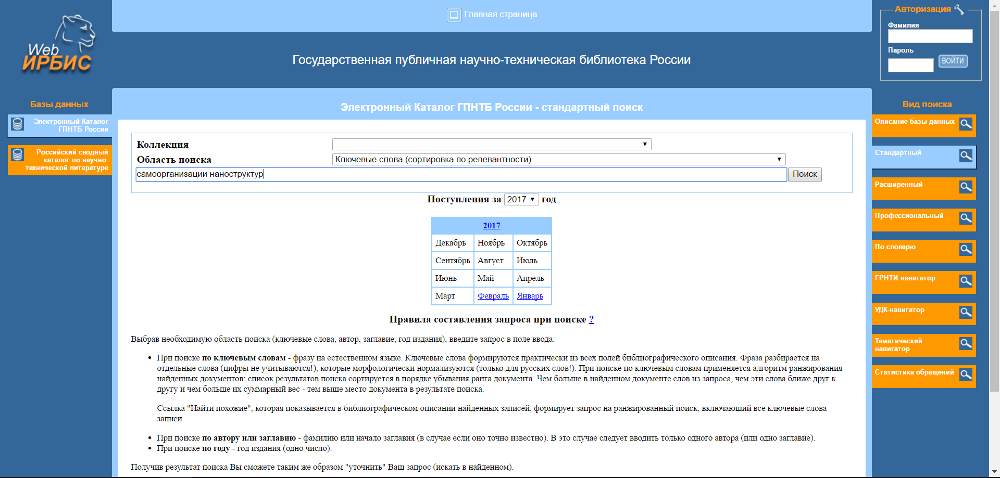 Web
ИРБИС
Главная страница
Государственная публичная научно-техническая библиотека России
Авторизация
Фамилия
Пароль
ВОЙТИ
Базы данных
Электронный Каталог
ГПНТБ России
Российский сводный
каталог по научно-
технической литературе
Электронный Каталог ГПНТБ России - стандартный поиск
Коллекция
Область поиска Ключевые слова (сортировка по релевантности)
самоорганизации наноструктур Поиск
Поступления за 2017 год
2017
Декабрь Ноябрь Октябрь
Сентябрь Август Июль
Июнь Май Апрель
Март Февраль Январь
Правила составления запроса при поиске ?
Выбрав необходимую область поиска (ключевые слова, автор, заглавие, год издания), введите запрос в поле ввода:
• При поиске по ключевым словам - фразу на естественном языке. Ключевые слова формируются практически из всех полей библиографического описания. Фраза разбирается на
отдельные слова (цифры не учитываются!), которые морфологически нормализуются (только для русских слов!). При поиске по ключевым словам применяется алгоритм ранжирования
найденных документов: список результатов поиска сортируется в порядке убывания ранга документа. Чем больше в найденном документе слов из запроса, чем эти слова ближе друг к
другу и чем больше их суммарный вес - тем выше место документа в результате поиска.
Ссылка "Найти похожие", которая показывается в библиографическом описании найденных записей, формирует запрос на ранжированный поиск, включающий все ключевые слова
записи.
• При поиске по автору или заглавию - фамилию или начало заглавия (в случае если оно точно известно). В это случае следует вводить только одного автора (или одно заглавие).
• При поиске по году - год издания (одно число).
Получив результат поиска Вы сможете таким же образом "уточнить" Ваш запрос (искать в найденном).
Вид поиска
Описание базы данных
Стандартный
Расширенный
Профессиональный
По словарю
ГРНТИ-навигатор
УДК-навигатор
Тематический
навигатор
Статистика обращений